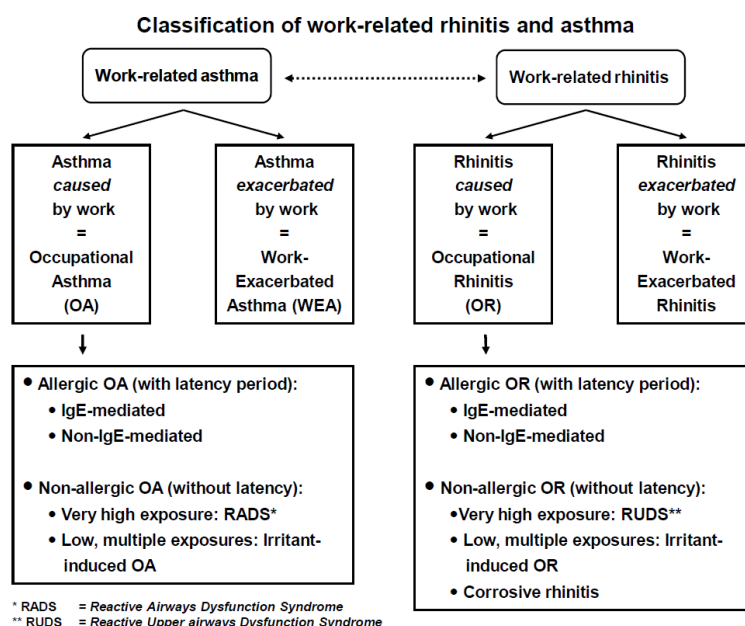 Classification of work-related rhinitis and asthma
Work-related asthma
Work-related rhinitis
Asthma
caused
by work
=
Occupational
Asthma
(OA)
Asthma
exacerbated
by work
=
Work-
Exacerbated
Asthma (WEA)
Rhinitis
caused
by work
=
Occupational
Rhinitis
(OR)
Rhinitis
exacerbated
by work
=
Work-
Exacerbated
Rhinitis
• Allergic OA (with latency period):
• IgE-mediated
• Non-IgE-mediated
• Non-allergic OA (without latency):
• Very high exposure: RADS*
• Low, multiple exposures: Irritant-
induced OA
• Allergic OR (with latency period):
• IgE-mediated
• Non-IgE-mediated
• Non-allergic OR (without latency):
•Very high exposure: RUDS**
• Low, multiple exposures: Irritant-
induced OR
• Corrosive rhinitis
* RADS = Reactive Airways Dysfunction Syndrome
** RUDS = Reactive Upper airways Dysfunction Syndrome